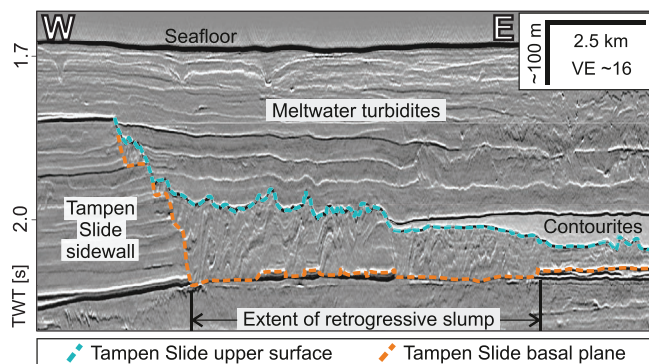 W
E
Seafloor
~100 m
2.5 km
VE ~16
1.7
Meltwater turbidites
2.0
Tampen
Slide
sidewall
Contourites
TWT [s]
Extent of retrogressive slump
Tampen Slide upper surface
Tampen Slide basal plane